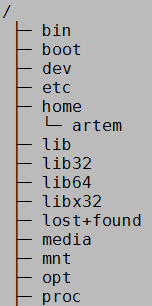 /
├─ bin
├─ boot
├─ dev
├─ etc
├─ home
│  └─ artem
├─ lib
├─ lib32
├─ lib64
├─ libx32
├─ lost+found
├─ media
├─ mnt
├─ opt
├─ proc